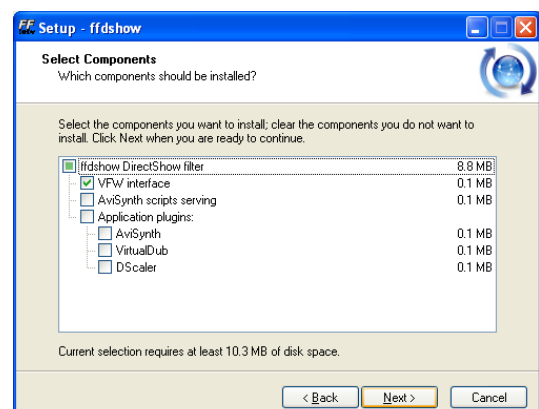 Setup - ffdshow
Select Components
Which components should be installed?
Select the components you want to install; clear the components you do not want to
install. Click Next when you are ready to continue.
ffdshow DirectShow filter 8.8 MB
VFW interface 0.1 MB
AviSynth scripts serving 0.1 MB
Application plugins:
AviSynth 0.1 MB
VirtualDub 0.1 MB
DScaler 0.1 MB
Current selection requires at least 10.3 MB of disk space.
< Back Next > Cancel